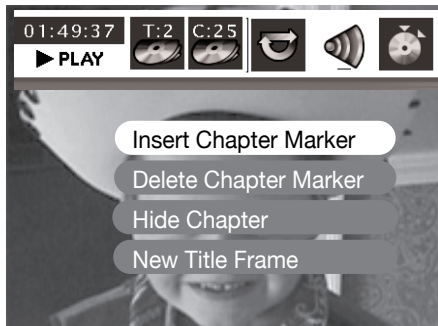 01:49:37 T:2 C:25
PLAY
Insert Chapter Marker
Delete Chapter Marker
Hide Chapter
New Title Frame